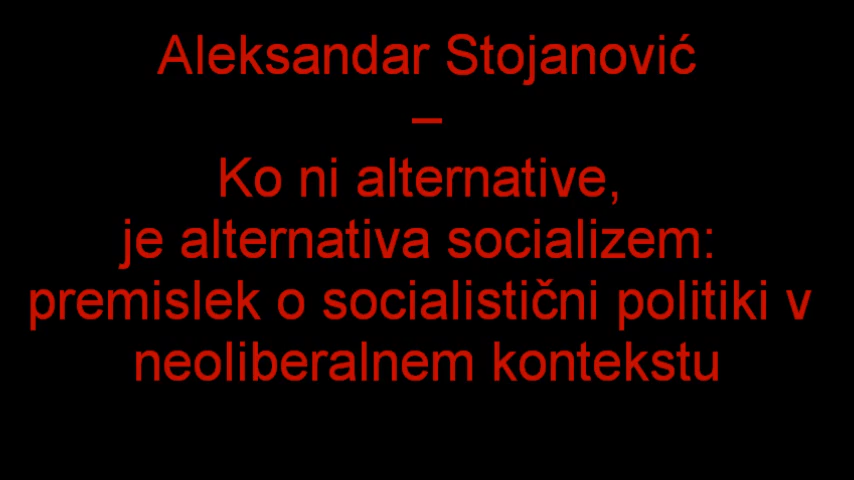 Aleksandar Stojanović
–
Ko ni alternative,
je alternativa socializem:
premislek o socialistični politiki v
neoliberalnem kontekstu